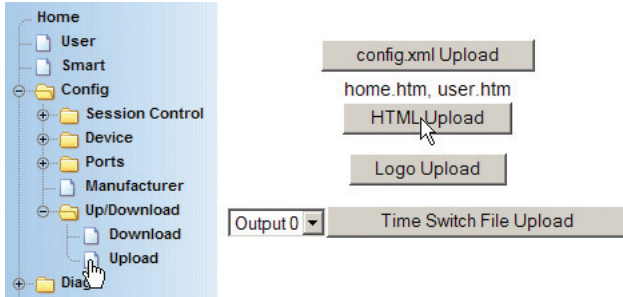 Home
User
Smart
Config
Session Control
Device
Ports
Manufacturer
Up/Download
Download
Upload
config.xml Upload
home.htm, user.htm
HTML Upload
Logo Upload
Output 0
Time Switch File Upload